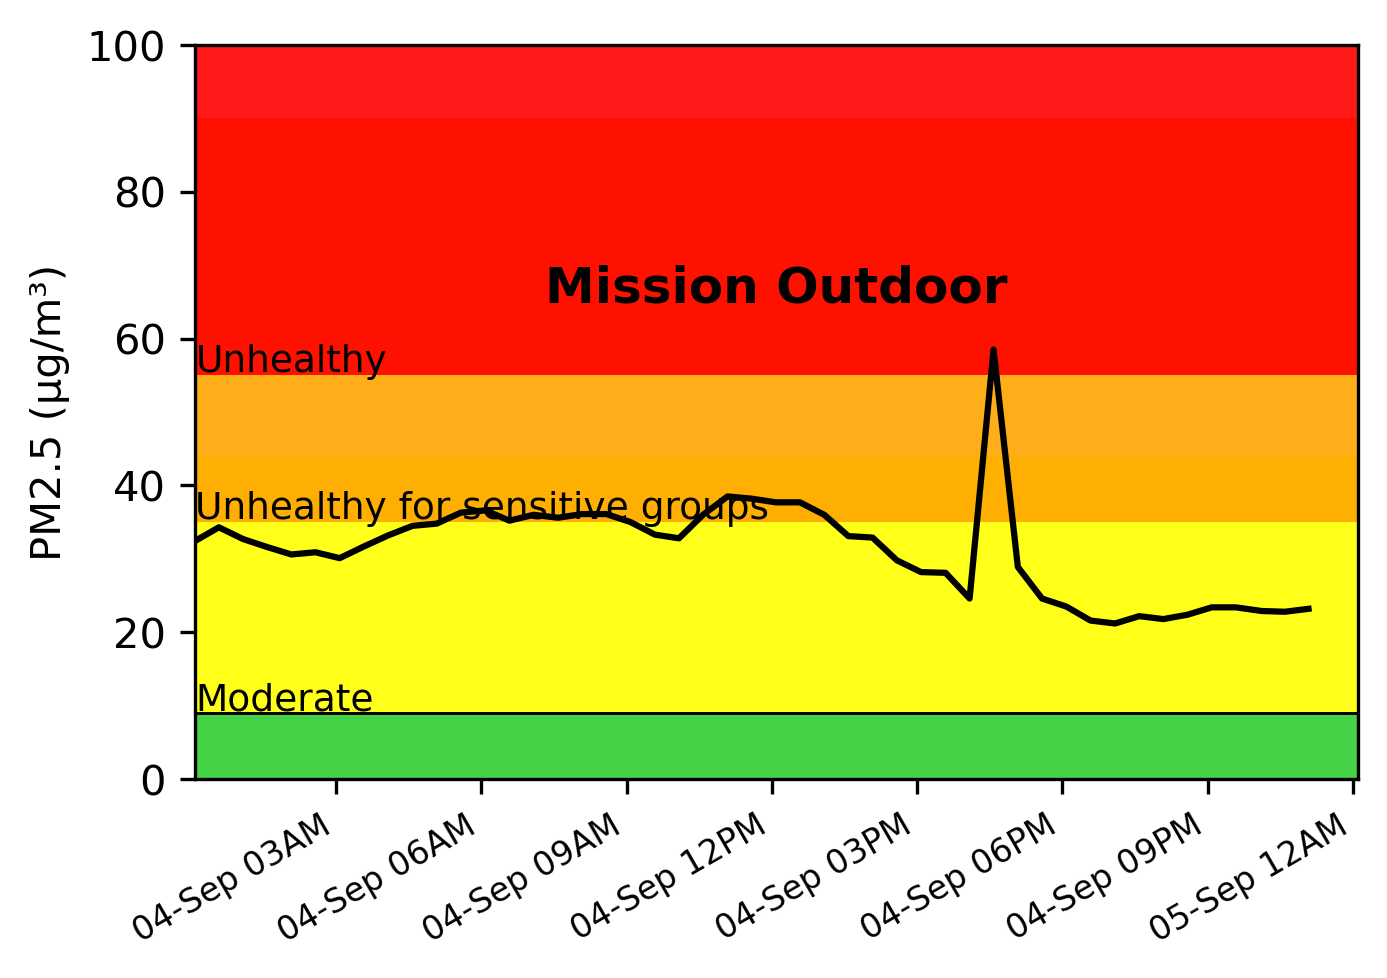 100
80
60
40
20
0
PM2.5 (µg/m³)
Mission Outdoor
Unhealthy
Unhealthy for sensitive groups
Moderate
04-Sep 03AM
04-Sep 06AM
04-Sep 09AM
04-Sep 12PM
04-Sep 03PM
04-Sep 06PM
04-Sep 09PM
05-Sep 12AM